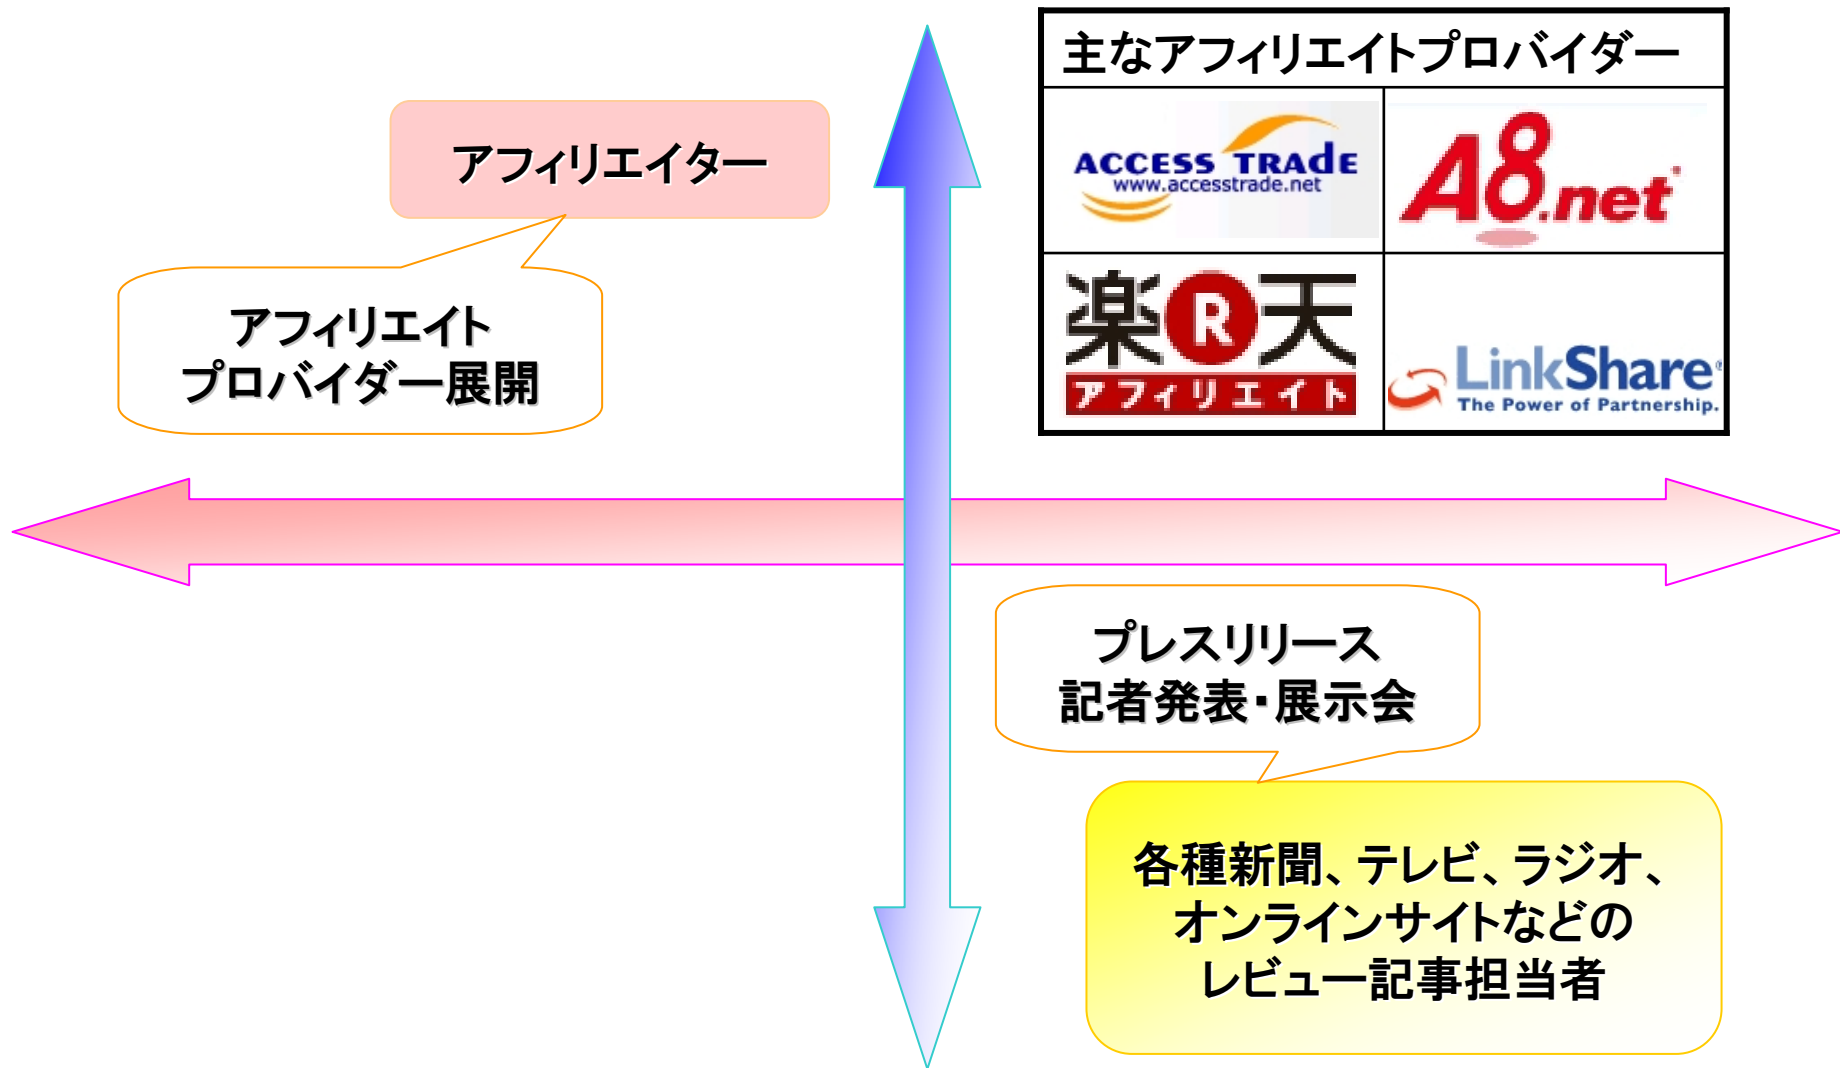 主なアフィリエイトプロバイダー
ACCESS TRADE
www.accesstrade.net
A8.net
楽R天
アフィリエイト
LinkShare®
The Power of Partnership.
アフィリエイター
アフィリエイト
プロバイダー展開
プレスリリース
記者発表・展示会
各種新聞、テレビ、ラジオ、
オンラインサイトなどの
レビュー記事担当者